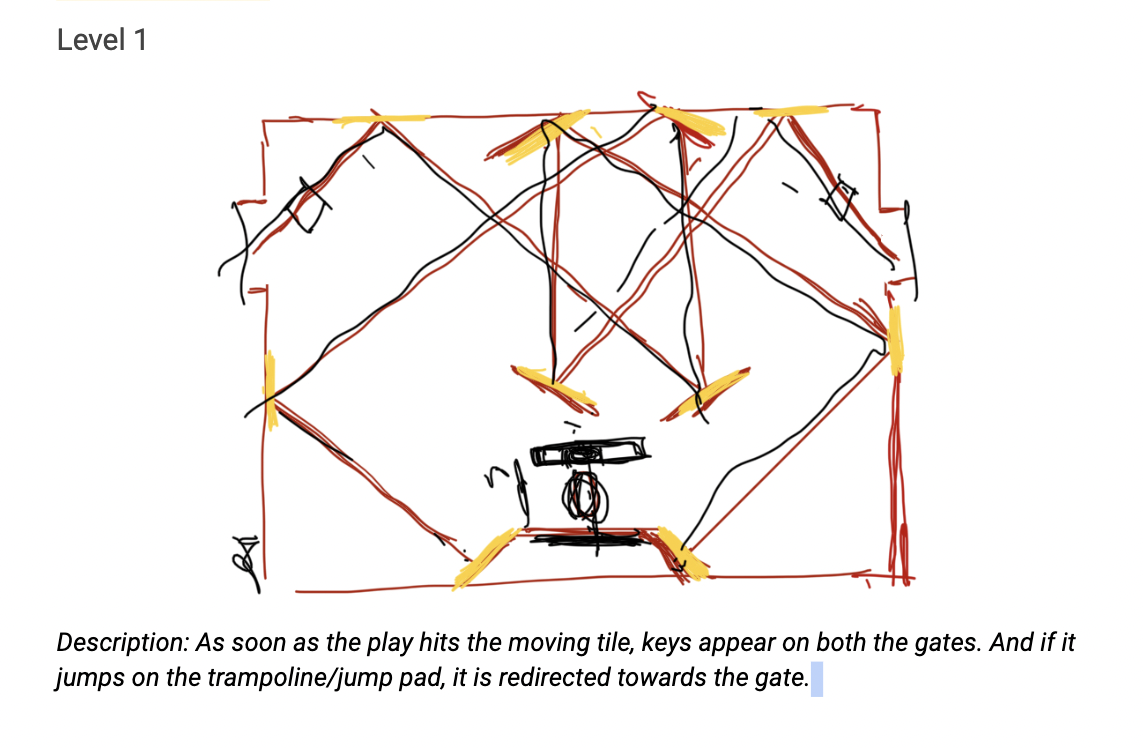 Level 1
Description: As soon as the play hits the moving tile, keys appear on both the gates. And if it
jumps on the trampoline/jump pad, it is redirected towards the gate.